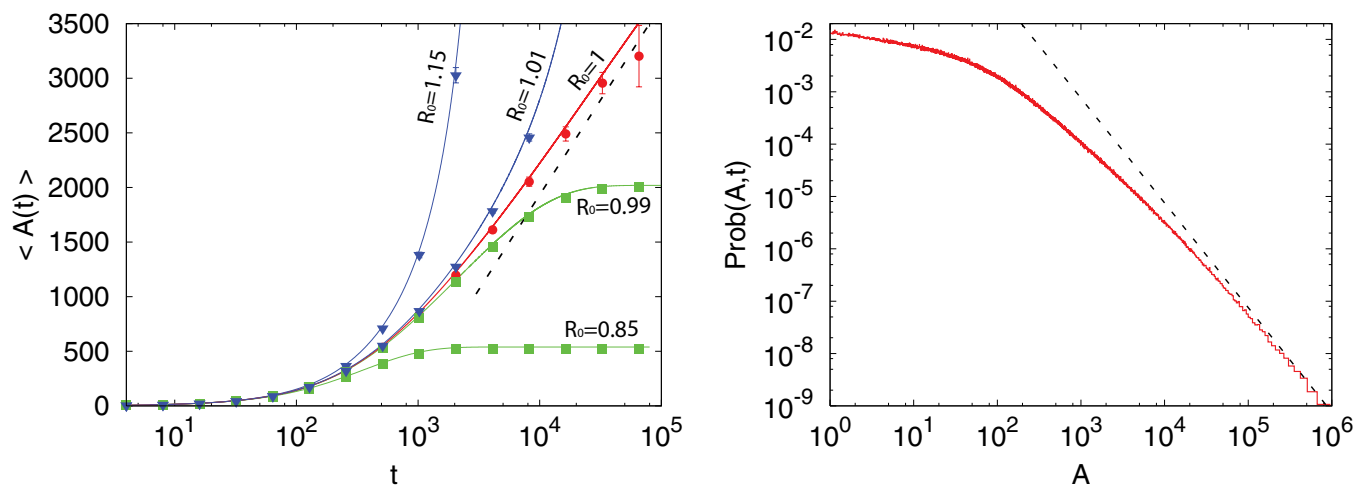 3500
3000
2500
2000
1500
1000
500
0
< A(t) >
R₀=1.15
R₀=1.01
R₀=1
R₀=0.99
R₀=0.85
10¹ 10² 10³ 10⁴ 10⁵
t
10⁻²
10⁻³
10⁻⁴
10⁻⁵
10⁻⁶
10⁻⁷
10⁻⁸
10⁻⁹
Prob(A,t)
10⁰ 10¹ 10² 10³ 10⁴ 10⁵ 10⁶
A